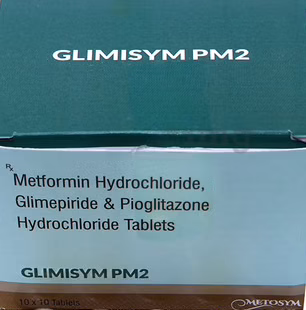 GLIMISYM PM2
Rx
Metformin Hydrochloride,
Glimepiride & Pioglitazone
Hydrochloride Tablets
GLIMISYM PM2
10 x 10 Tablets
METOSYM